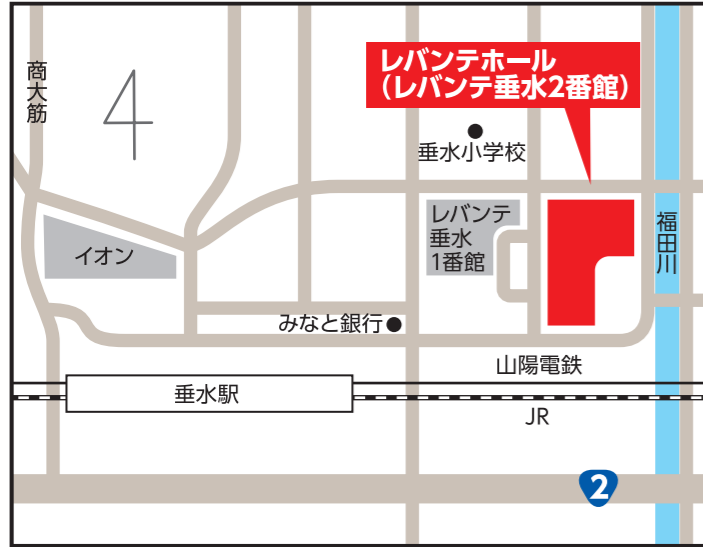 商大筋
レバンテホール
(レバンテ垂水2番館)
垂水小学校
レバンテ
垂水
1番館
福田川
イオン
みなと銀行
山陽電鉄
垂水駅
JR
2